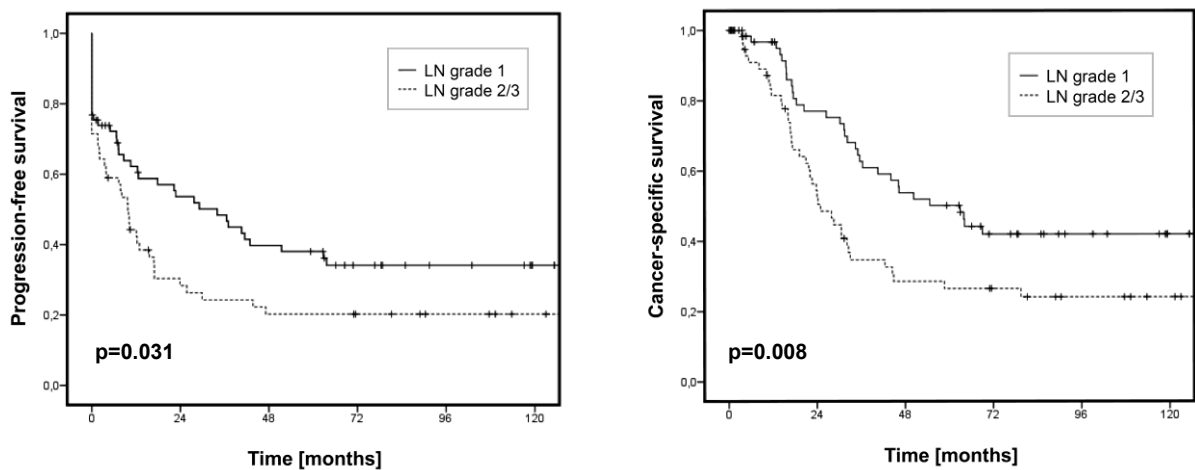 Progression-free survival
1,0
0,8
0,6
0,4
0,2
0,0
LN grade 1
LN grade 2/3
p=0.031
0 24 48 72 96 120
Time [months]
Cancer-specific survival
1,0
0,8
0,6
0,4
0,2
0,0
LN grade 1
LN grade 2/3
p=0.008
0 24 48 72 96 120
Time [months]